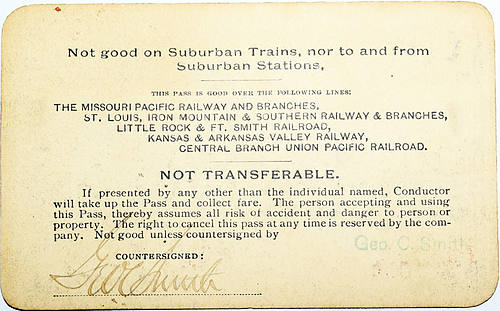 Not good on Suburban Trains, nor to and from
Suburban Stations,
THIS PASS IS GOOD OVER THE FOLLOWING LINES:
THE MISSOURI PACIFIC RAILWAY AND BRANCHES,
ST. LOUIS, IRON MOUNTAIN & SOUTHERN RAILWAY & BRANCHES,
LITTLE ROCK & FT. SMITH RAILROAD,
KANSAS & ARKANSAS VALLEY RAILWAY,
CENTRAL BRANCH UNION PACIFIC RAILROAD.
NOT TRANSFERABLE.
If presented by any other than the individual named, Conductor
will take up the Pass and collect fare. The person accepting and using
this Pass, thereby assumes all risk of accident and danger to person or
property. The right to cancel this pass at any time is reserved by the com-
pany. Not good unless countersigned by
Geo. C. Smith
COUNTERSIGNED:
Geo C Smith